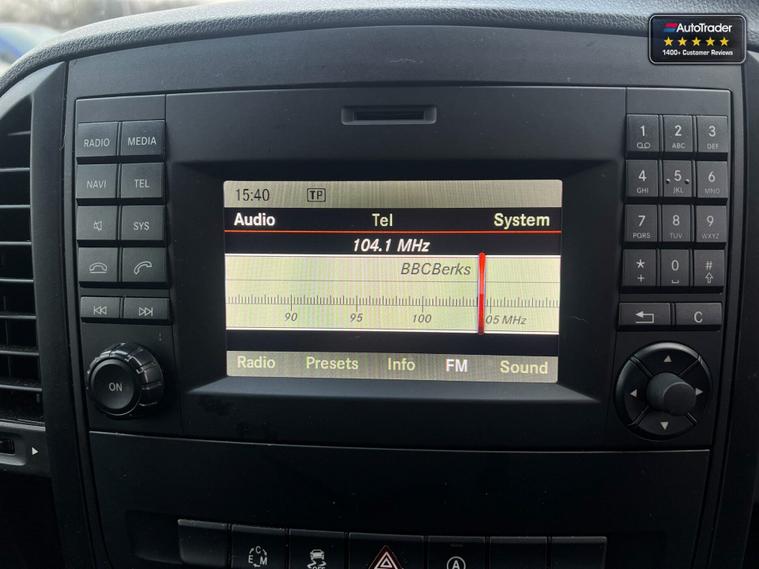 AutoTrader
1400+ Customer Reviews
RADIO MEDIA
NAVI TEL
SYS
ON
15:40 TP
Audio Tel System
104.1 MHz
BBCBerks
90 95 100 05 MHz
Radio Presets Info FM Sound
1 2 ABC 3 DEF
4 GHI 5 JKL 6 MNO
7 PQRS 8 TUV 9 WXYZ
* + 0 #
C
C
E M
OFF
A